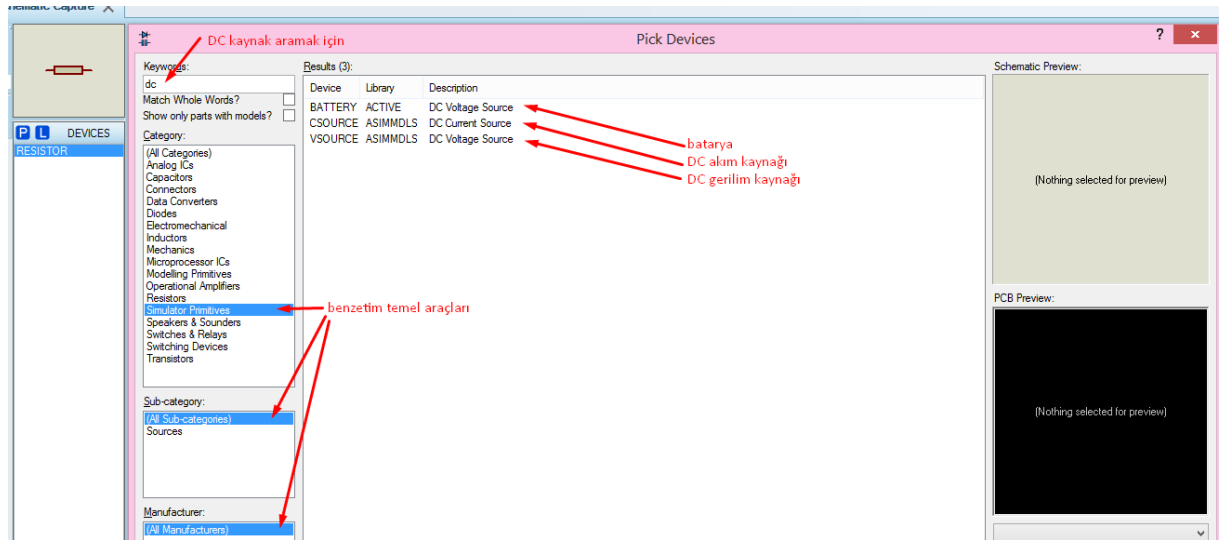 ematic Capture X
DC kaynak aramak için
Pick Devices
? ×
Keywords:
dc
Match Whole Words?
Show only parts with models?
Category:
(All Categories)
Analog ICs
Capacitors
Connectors
Data Converters
Diodes
Electromechanical
Inductors
Mechanics
Microprocessor ICs
Modelling Primitives
Operational Amplifiers
Resistors
Simulator Primitives
Speakers & Sounders
Switches & Relays
Switching Devices
Transistors
Sub-category:
(All Sub-categories)
Sources
Manufacturer:
(All Manufacturers)
P L DEVICES
RESISTOR
Results (3):
Device Library Description
BATTERY ACTIVE DC Voltage Source
CSOURCE ASIMMDLS DC Current Source
VSOURCE ASIMMDLS DC Voltage Source
batarya
DC akım kaynağı
DC gerilim kaynağı
benzetim temel araçları
Schematic Preview:
(Nothing selected for preview)
PCB Preview:
(Nothing selected for preview)